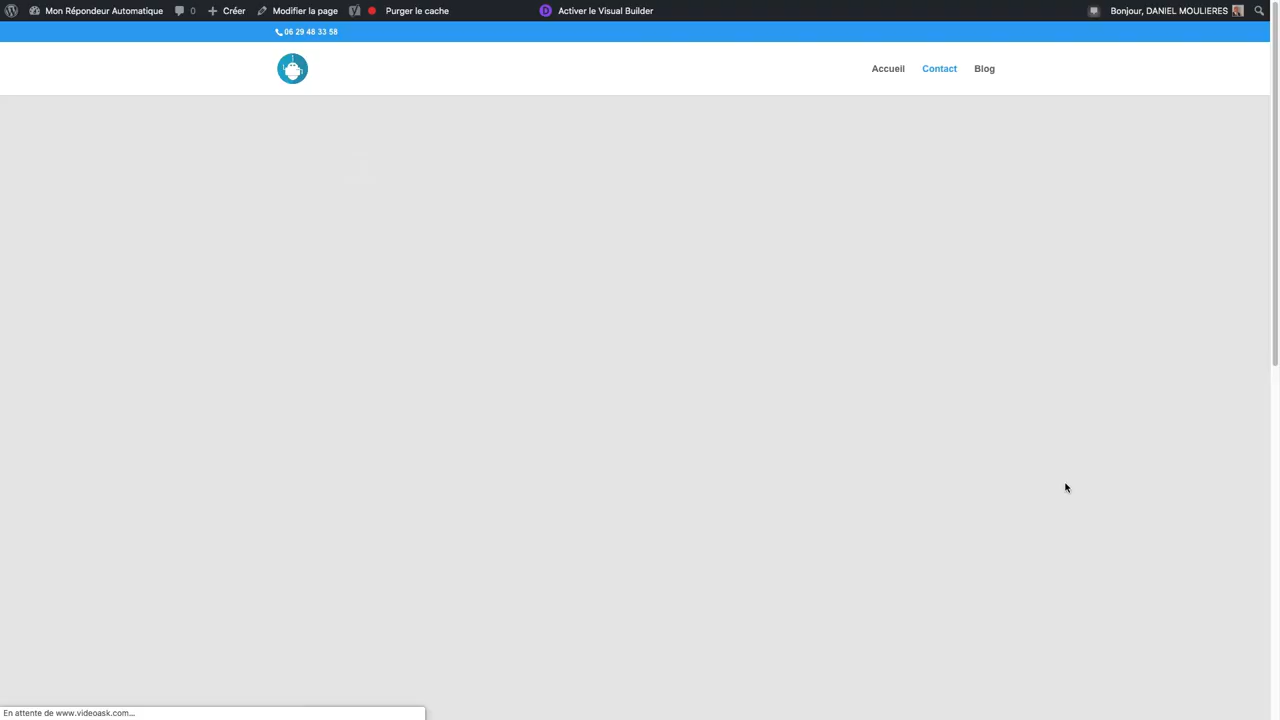 Mon Répondeur Automatique 0 Créer Modifier la page Purger le cache Activer le Visual Builder Bonjour, DANIEL MOULIERES
06 29 48 33 58
Accueil Contact Blog
En attente de www.videoask.com...